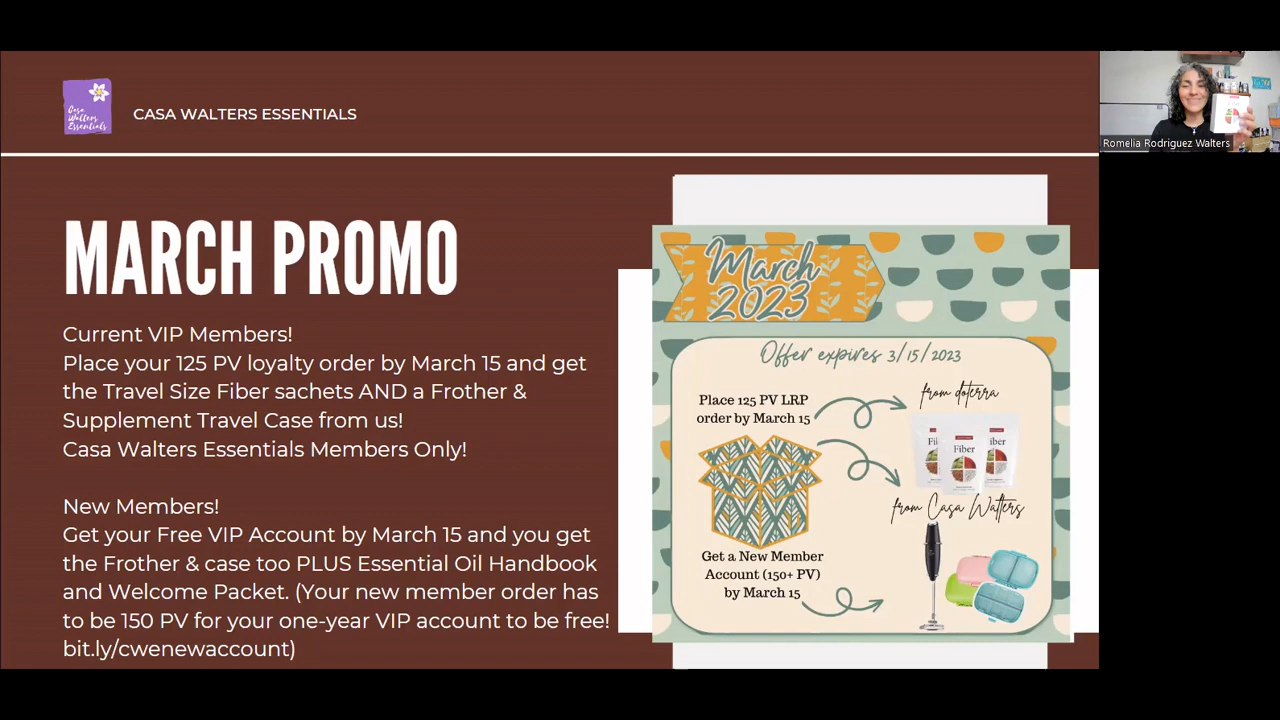 Casa
Walters
Essentials
CASA WALTERS ESSENTIALS
Romelia Rodríguez Walters
MARCH PROMO
Current VIP Members!
Place your 125 PV loyalty order by March 15 and get
the Travel Size Fiber sachets AND a Frother &
Supplement Travel Case from us!
Casa Walters Essentials Members Only!
New Members!
Get your Free VIP Account by March 15 and you get
the Frother & case too PLUS Essential Oil Handbook
and Welcome Packet. (Your new member order has
to be 150 PV for your one-year VIP account to be free!
bit.ly/cwenewaccount)
March
2023
Offer expires 3/15/2023
Place 125 PV LRP
order by March 15
from doterra
Fiber
from Casa Walters
Get a New Member
Account (150+ PV)
by March 15